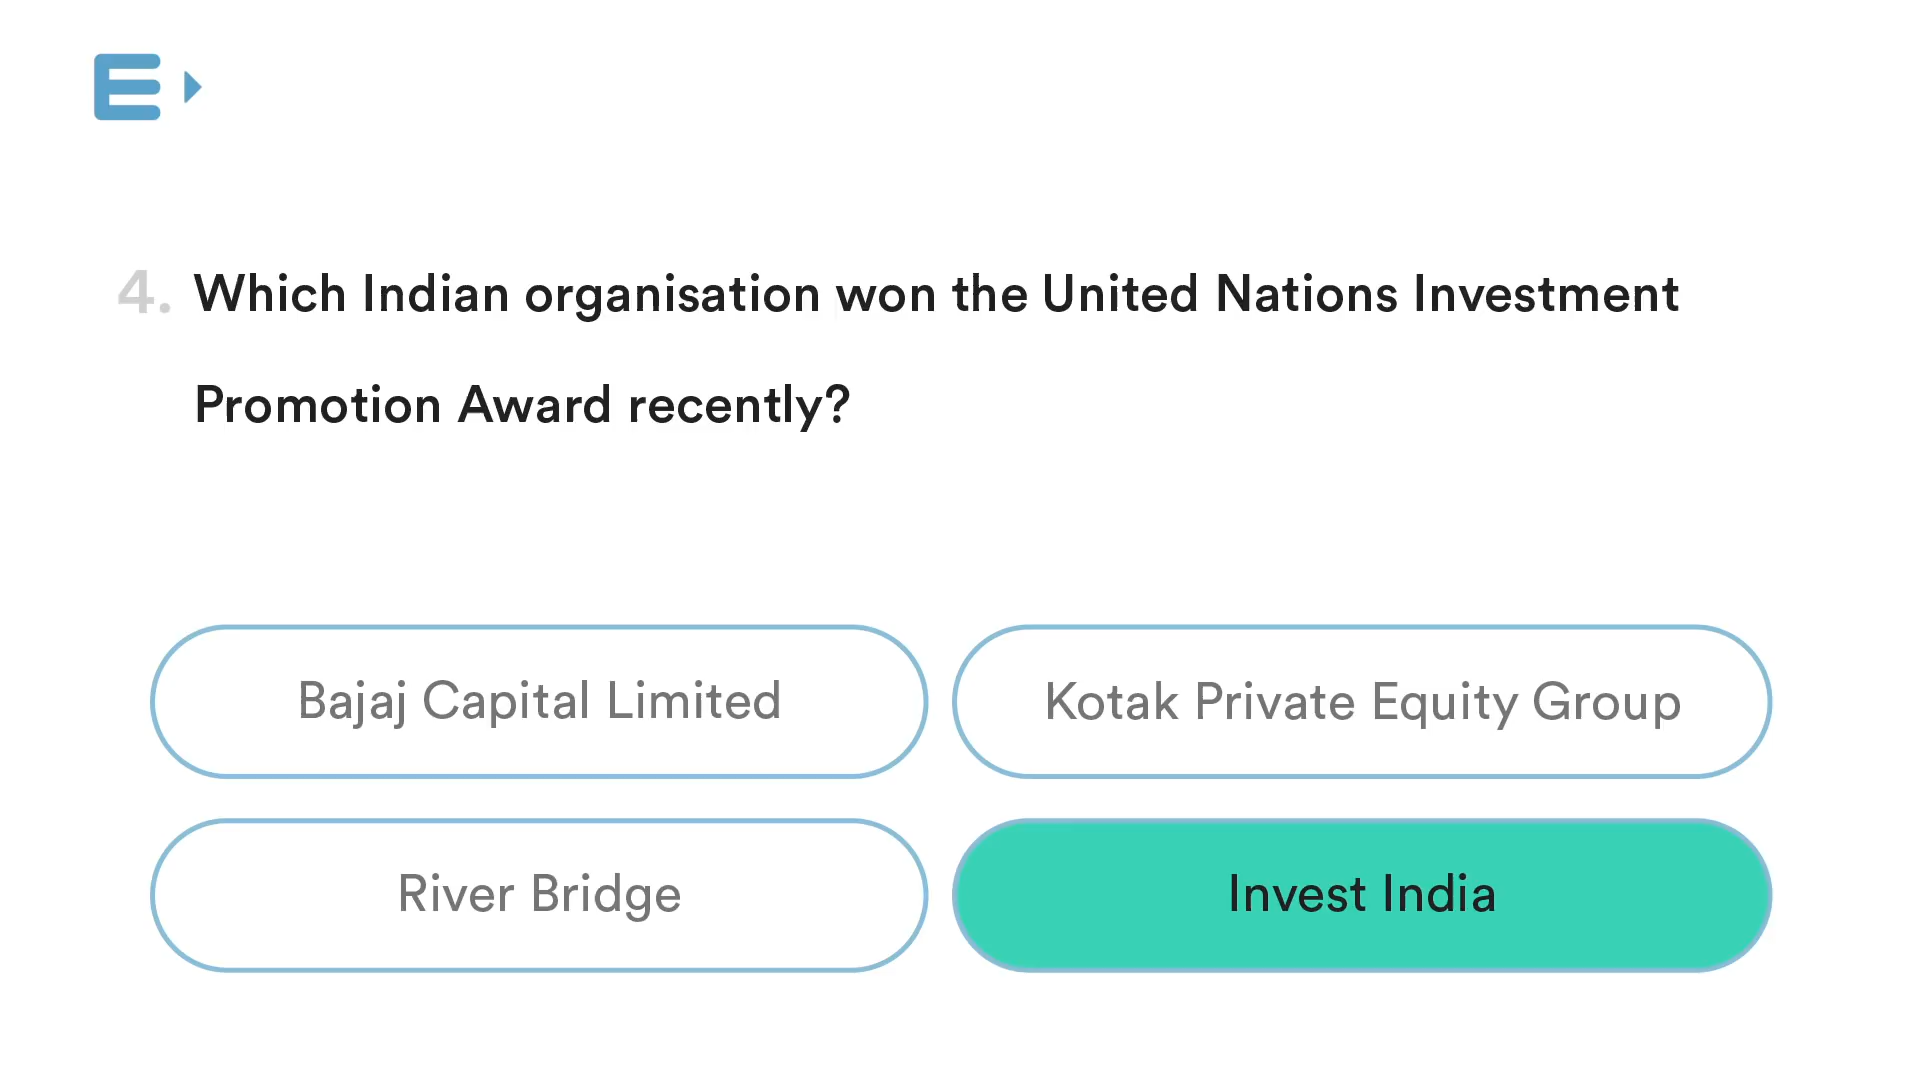 E
4. Which Indian organisation won the United Nations Investment
Promotion Award recently?
Bajaj Capital Limited
Kotak Private Equity Group
River Bridge
Invest India